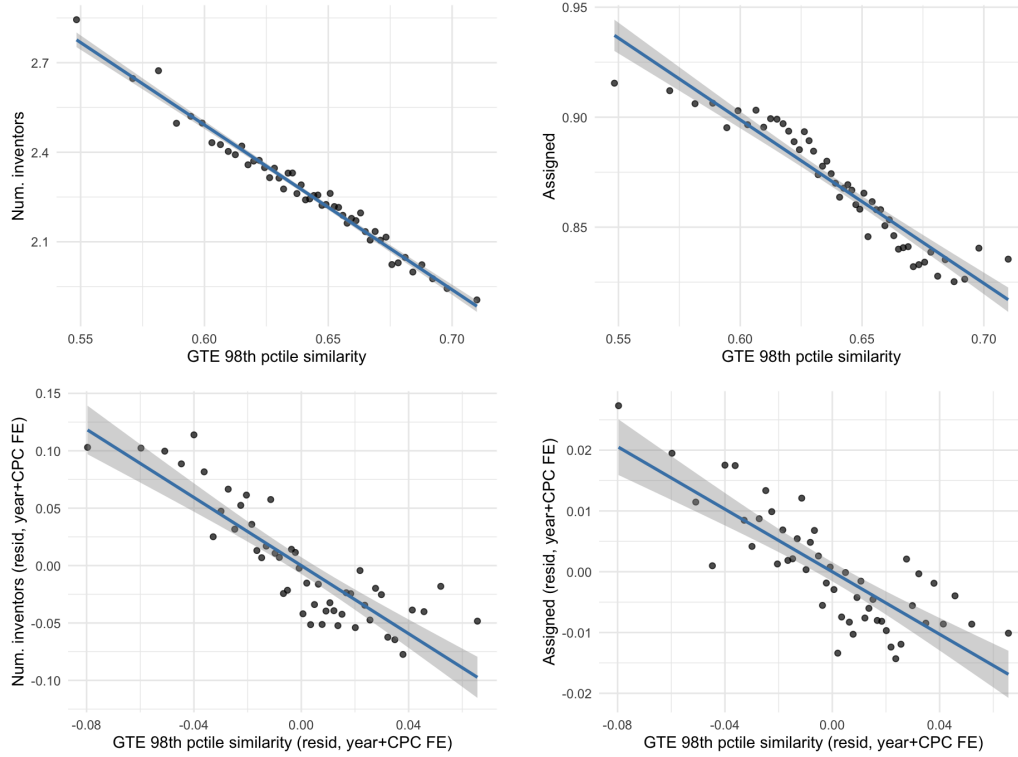 2.7
2.4
2.1
Num. inventors
0.55 0.60 0.65 0.70
GTE 98th pctile similarity
0.95
0.90
0.85
Assigned
0.55 0.60 0.65 0.70
GTE 98th pctile similarity
0.15
0.10
0.05
0.00
-0.05
-0.10
Num. inventors (resid, year+CPC FE)
-0.08 -0.04 0.00 0.04
GTE 98th pctile similarity (resid, year+CPC FE)
0.02
0.01
0.00
-0.01
-0.02
Assigned (resid, year+CPC FE)
-0.08 -0.04 0.00 0.04
GTE 98th pctile similarity (resid, year+CPC FE)